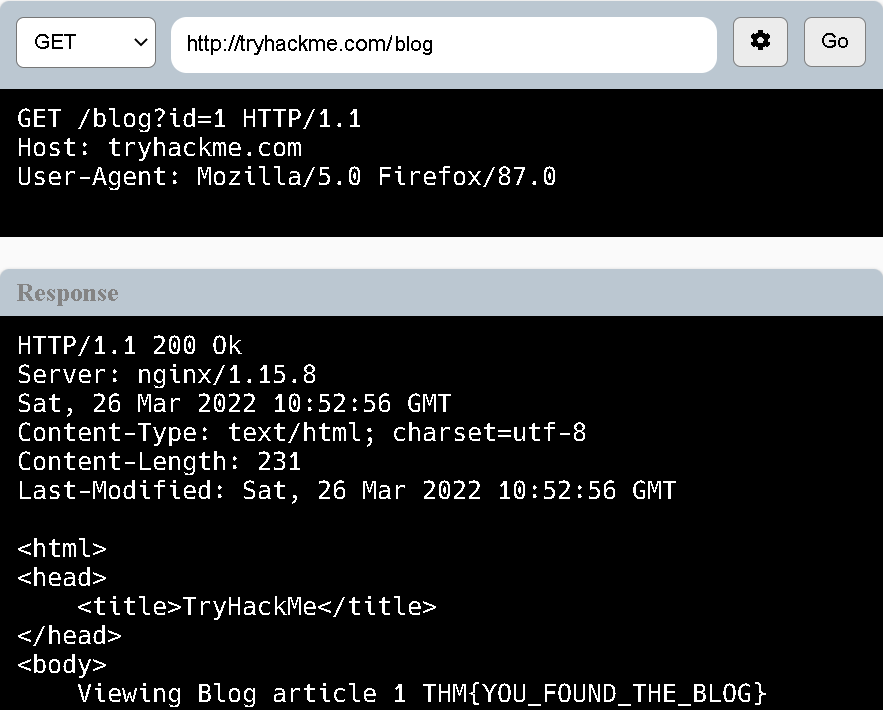 GET http://tryhackme.com/blog Go
GET /blog?id=1 HTTP/1.1
Host: tryhackme.com
User-Agent: Mozilla/5.0 Firefox/87.0
Response
HTTP/1.1 200 Ok
Server: nginx/1.15.8
Sat, 26 Mar 2022 10:52:56 GMT
Content-Type: text/html; charset=utf-8
Content-Length: 231
Last-Modified: Sat, 26 Mar 2022 10:52:56 GMT
<html>
<head>
    <title>TryHackMe</title>
</head>
<body>
    Viewing Blog article 1 THM{YOU_FOUND_THE_BLOG}